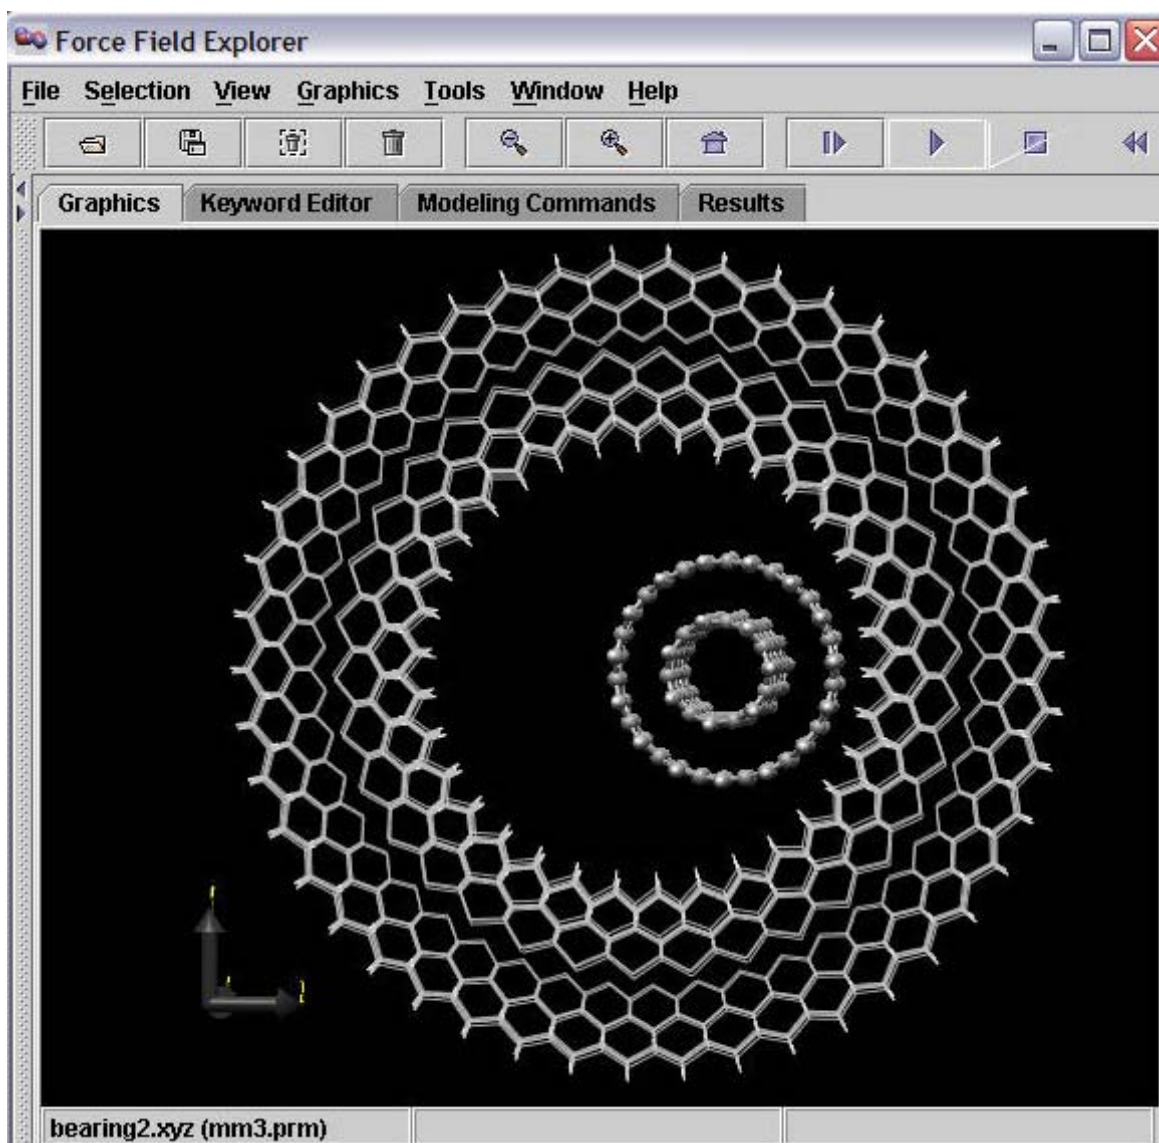 Force Field Explorer
File Selection View Graphics Tools Window Help
Graphics Keyword Editor Modeling Commands Results
bearing2.xyz (mm3.prm)